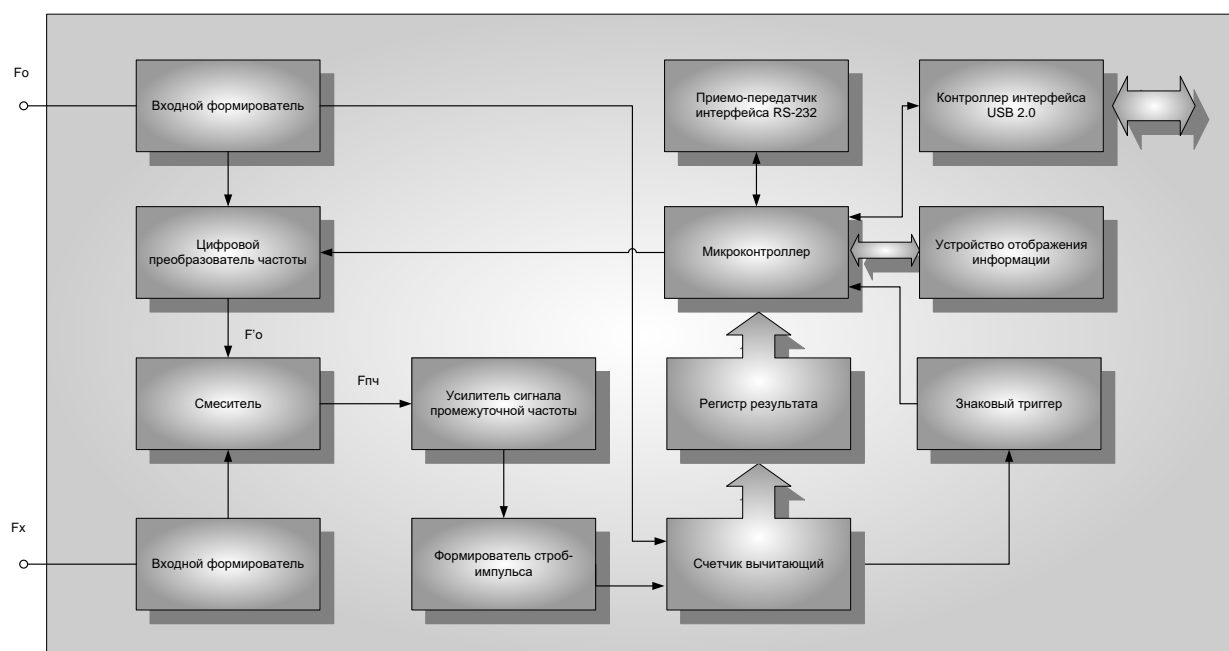 Fo
Входной формирователь
Приемо-передатчик
интерфейса RS-232
Контроллер интерфейса
USB 2.0
Цифровой
преобразователь частоты
Микроконтроллер
Устройство отображения
информации
F'o
Смеситель
Fпч
Усилитель сигнала
промежуточной частоты
Регистр результата
Знаковый триггер
Fx
Входной формирователь
Формирователь строб-
импульса
Счетчик вычитающий